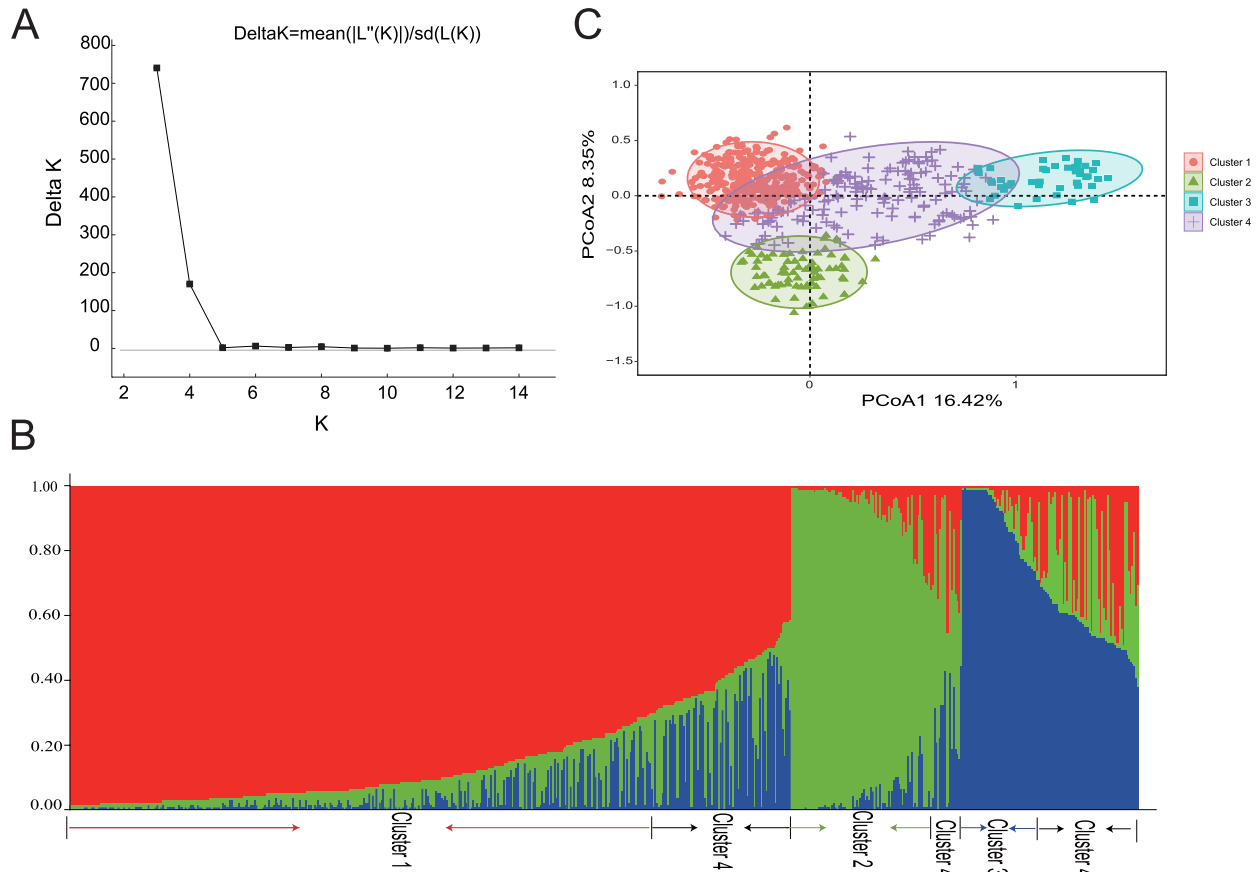 A
DeltaK=mean(|L"(K)|)/sd(L(K))
800
700
600
500
400
300
200
100
0
Delta K
2 4 6 8 10 12 14
K
C
1.0
0.5
0.0
−0.5
−1.0
−1.5
PCoA2 8.35%
0 1
PCoA1 16.42%
Cluster 1
Cluster 2
Cluster 3
Cluster 4
B
1.00
0.80
0.60
0.40
0.20
0.00
Cluster 1
Cluster 4
Cluster 2
Cluster 4
Cluster 3
Cluster 4